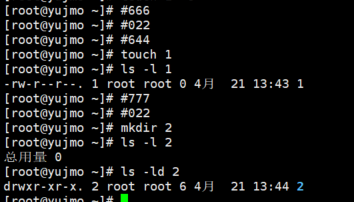 [root@yujmo ~]# #666
[root@yujmo ~]# #022
[root@yujmo ~]# #644
[root@yujmo ~]# touch 1
[root@yujmo ~]# ls -l 1
-rw-r--r--. 1 root root 0 4月  21 13:43 1
[root@yujmo ~]# #777
[root@yujmo ~]# #022
[root@yujmo ~]# mkdir 2
[root@yujmo ~]# ls -l 2
总用量 0
[root@yujmo ~]# ls -ld 2
drwxr-xr-x. 2 root root 6 4月  21 13:44 2
[root@yujmo ~]#